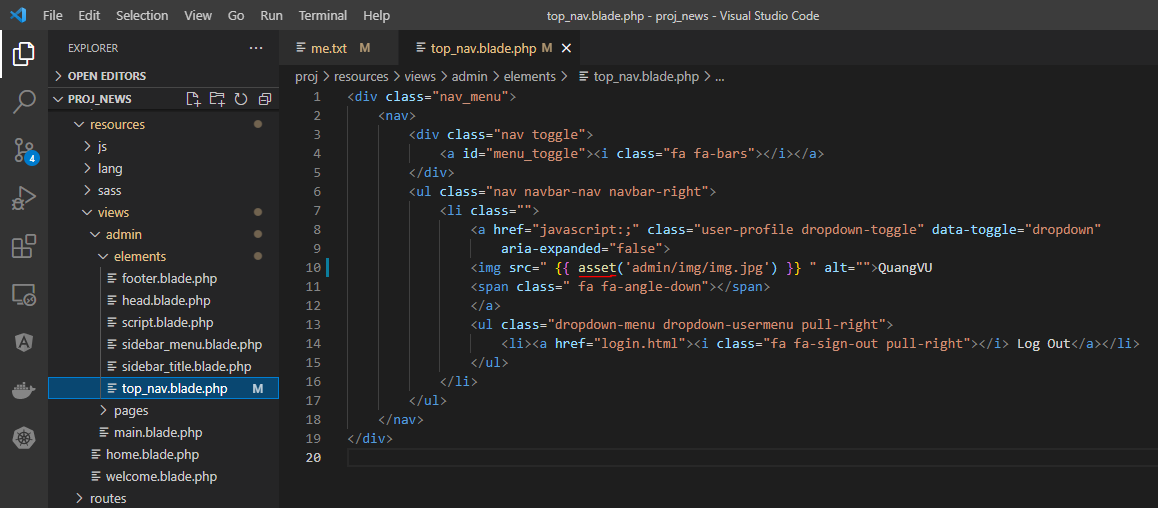 File Edit Selection View Go Run Terminal Help top_nav.blade.php - proj_news - Visual Studio Code
EXPLORER ...
OPEN EDITORS
PROJ_NEWS
resources
js
lang
sass
views
admin
elements
footer.blade.php
head.blade.php
script.blade.php
sidebar_menu.blade.php
sidebar_title.blade.php
top_nav.blade.php M
pages
main.blade.php
home.blade.php
welcome.blade.php
routes
4
me.txt M top_nav.blade.php M
proj > resources > views > admin > elements > top_nav.blade.php > ...
1 <div class="nav_menu">
2 <nav>
3 <div class="nav toggle">
4 <a id="menu_toggle"><i class="fa fa-bars"></i></a>
5 </div>
6 <ul class="nav navbar-nav navbar-right">
7 <li class="">
8 <a href="javascript:;" class="user-profile dropdown-toggle" data-toggle="dropdown"
9 aria-expanded="false">
10 <img src=" {{ asset('admin/img/img.jpg') }} " alt="">QuangVU
11 <span class=" fa fa-angle-down"></span>
12 </a>
13 <ul class="dropdown-menu dropdown-usermenu pull-right">
14 <li><a href="login.html"><i class="fa fa-sign-out pull-right"></i> Log Out</a></li>
15 </ul>
16 </li>
17 </ul>
18 </nav>
19 </div>
20